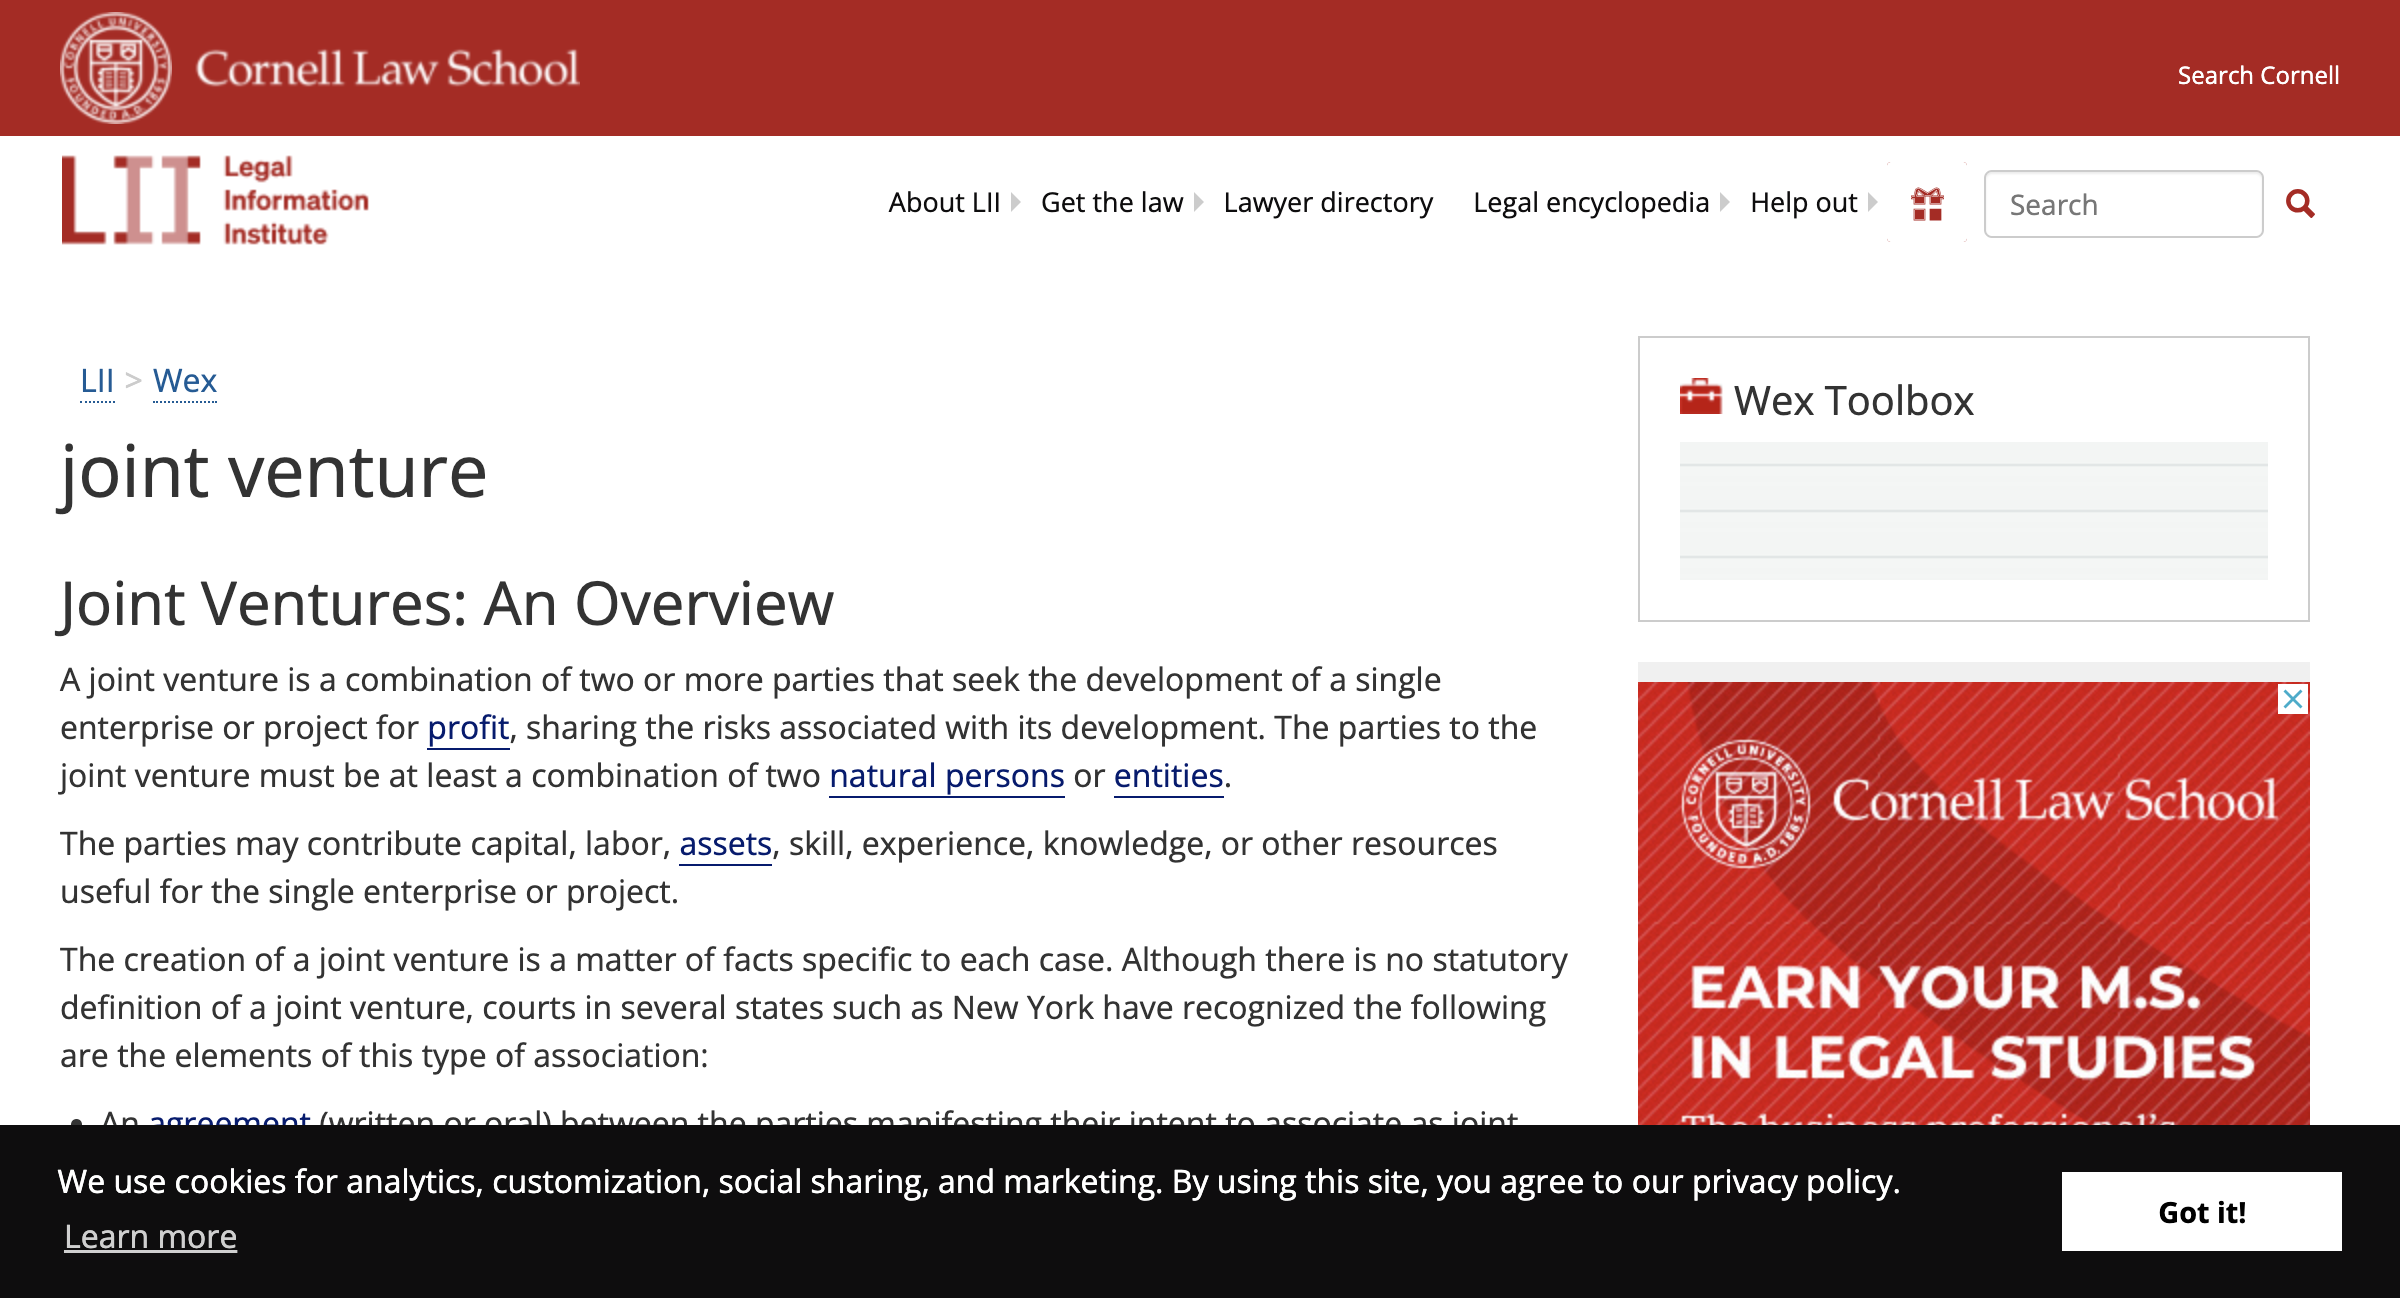 Cornell Law School
Search Cornell
LII Legal
Information
Institute
About LII Get the law Lawyer directory Legal encyclopedia Help out Search
LII > Wex
joint venture
Joint Ventures: An Overview
A joint venture is a combination of two or more parties that seek the development of a single
enterprise or project for profit, sharing the risks associated with its development. The parties to the
joint venture must be at least a combination of two natural persons or entities.
The parties may contribute capital, labor, assets, skill, experience, knowledge, or other resources
useful for the single enterprise or project.
The creation of a joint venture is a matter of facts specific to each case. Although there is no statutory
definition of a joint venture, courts in several states such as New York have recognized the following
are the elements of this type of association:
• An agreement (written or oral) between the parties manifesting their intent to associate as joint
Wex Toolbox
CORNELL UNIVERSITY FOUNDED A.D. 1865
Cornell Law School
EARN YOUR M.S.
IN LEGAL STUDIES
The business professional's
We use cookies for analytics, customization, social sharing, and marketing. By using this site, you agree to our privacy policy.
Learn more
Got it!